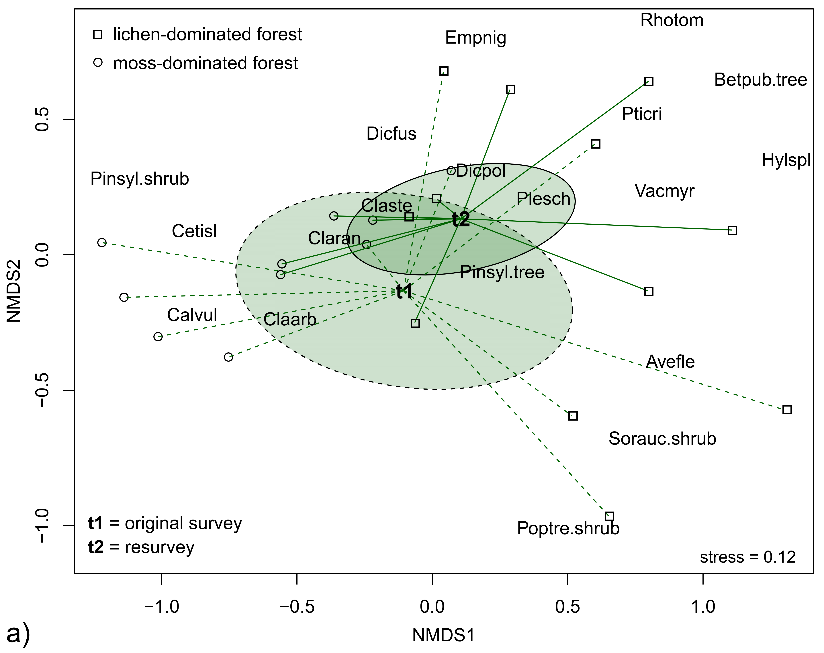 lichen-dominated forest
moss-dominated forest
Rhotom
Empnig
Betpub.tree
Pticri
Dicfus
Hylspl
Dicpol
Pinsyl.shrub
Vacmyr
Plesch
Claste
t2
Cetisl
Claran
Pinsyl.tree
t1
Calvul
Claarb
Avefle
Sorauc.shrub
Poptre.shrub
t1 = original survey
t2 = resurvey
stress = 0.12
NMDS2
0.5
0.0
−0.5
−1.0
−1.0
−0.5
0.0
0.5
1.0
NMDS1
a)